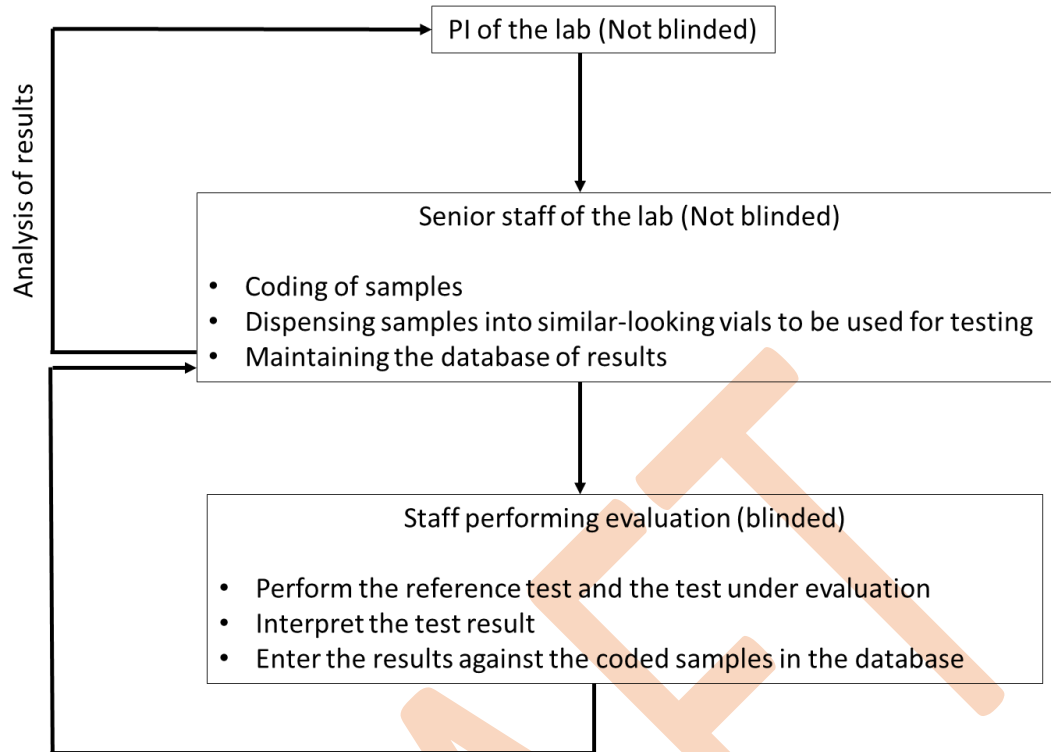 PI of the lab (Not blinded)
Analysis of results
Senior staff of the lab (Not blinded)
• Coding of samples
• Dispensing samples into similar-looking vials to be used for testing
• Maintaining the database of results
Staff performing evaluation (blinded)
• Perform the reference test and the test under evaluation
• Interpret the test result
• Enter the results against the coded samples in the database